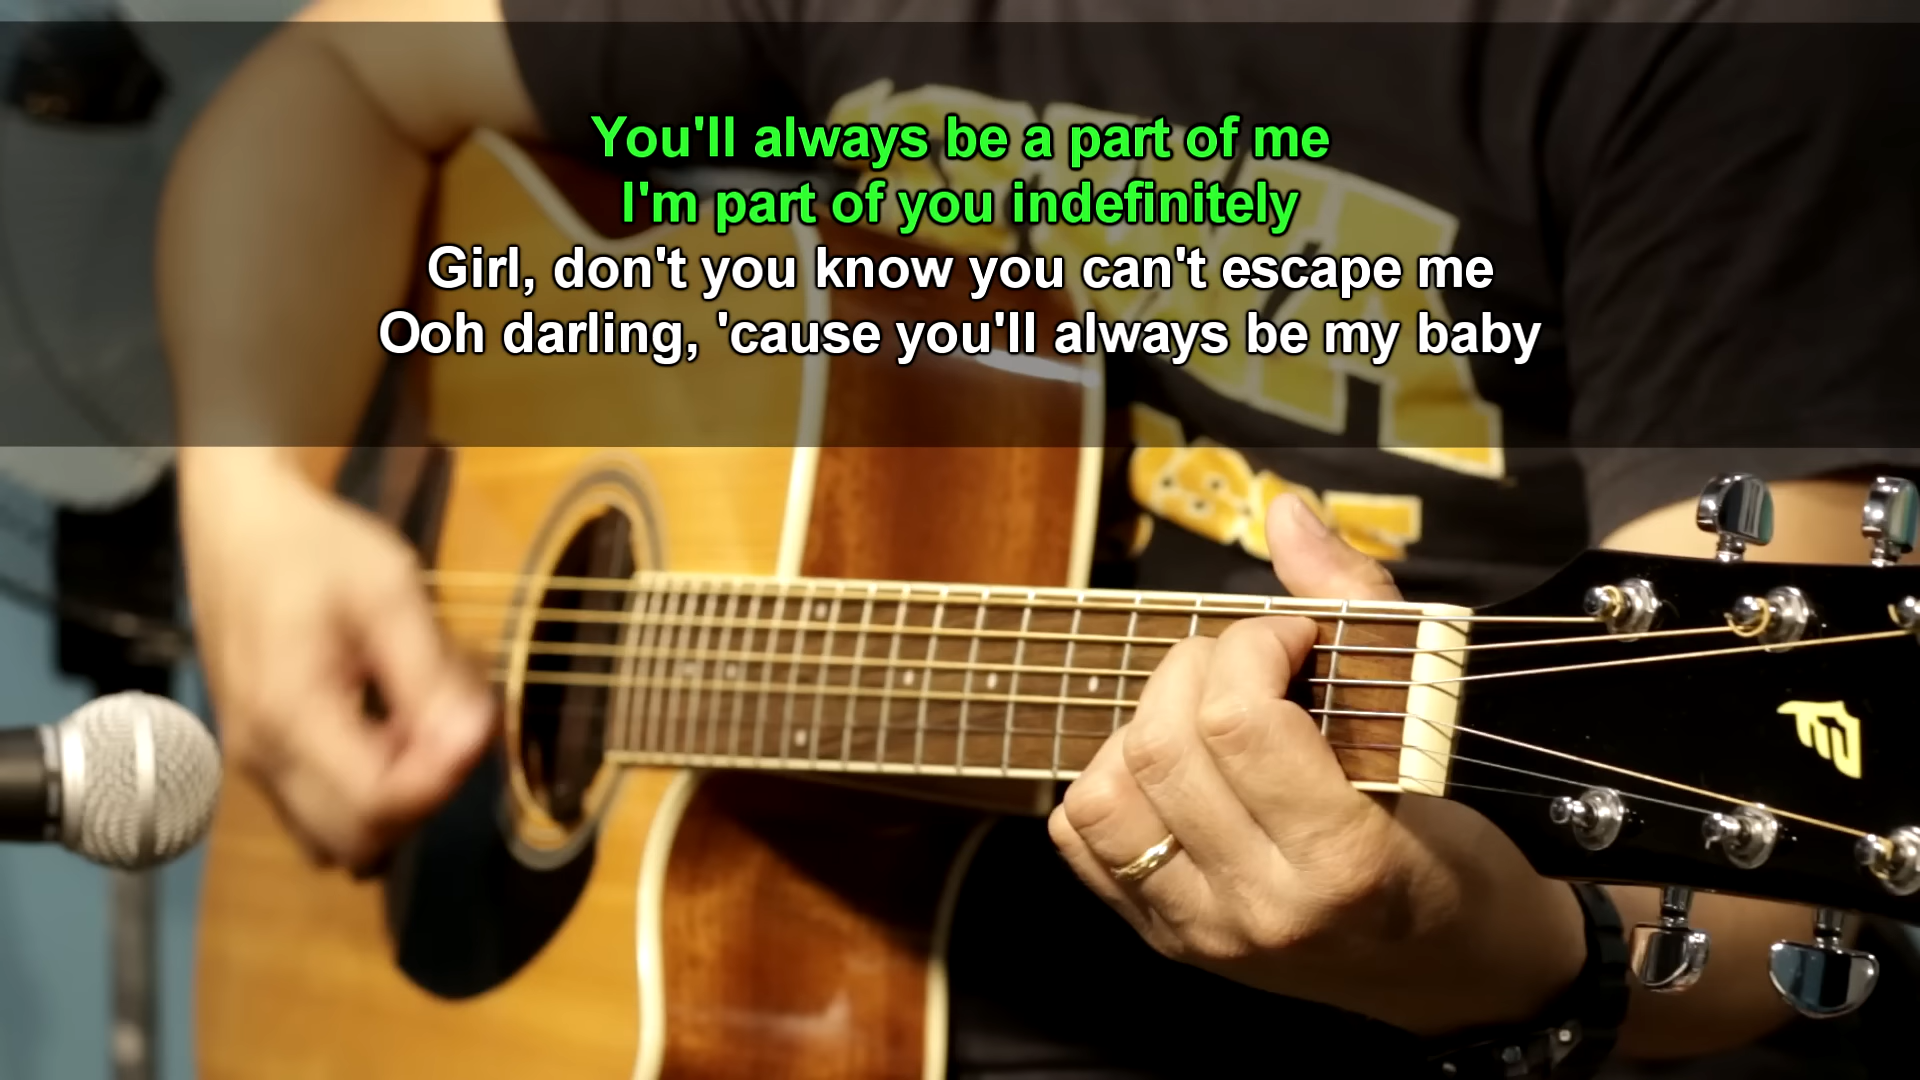 You'll always be a part of me
I'm part of you indefinitely
Girl, don't you know you can't escape me
Ooh darling, 'cause you'll always be my baby